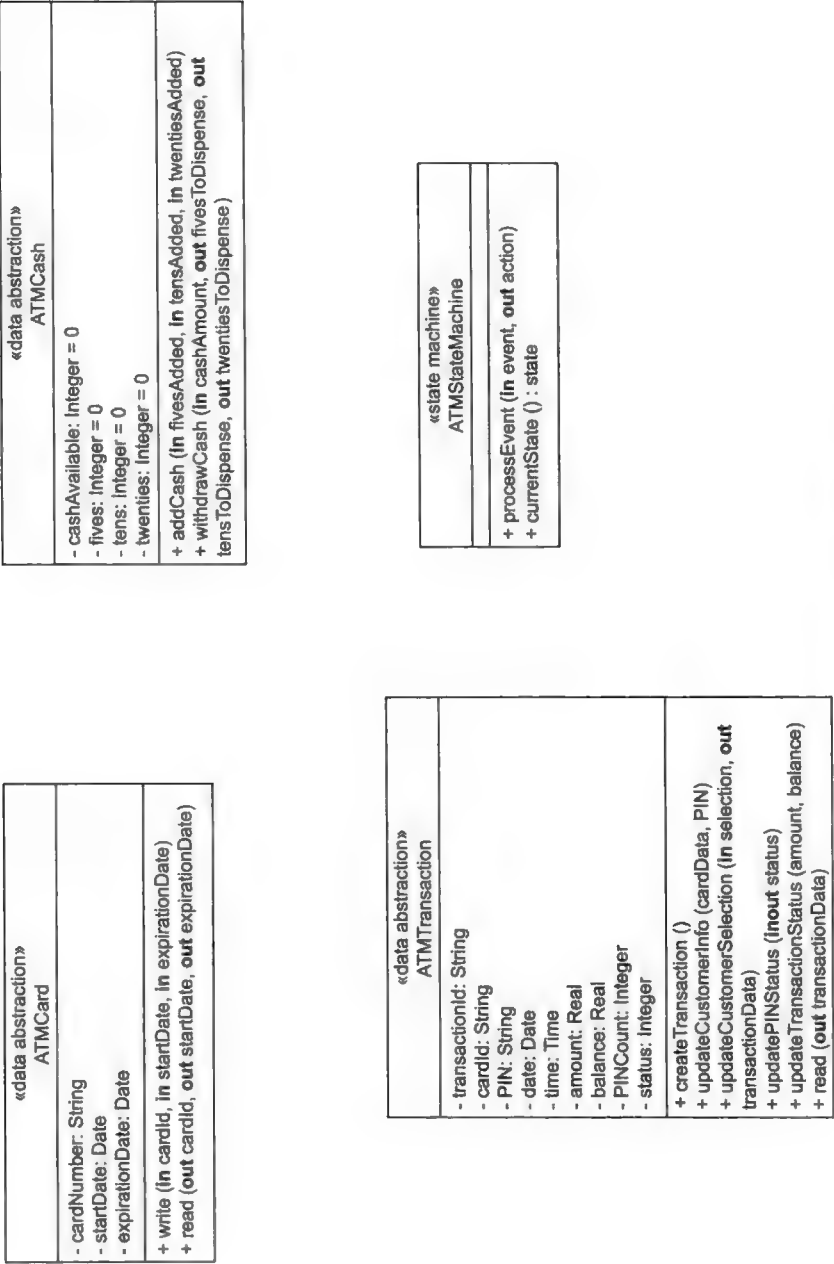 «data abstraction»
ATMCard
- cardNumber: String
- startDate: Date
- expirationDate: Date
+ write (in cardId, in startDate, in expirationDate)
+ read (out cardId, out startDate, out expirationDate)
«data abstraction»
ATMCash
- cashAvailable: Integer = 0
- fives: Integer = 0
- tens: Integer = 0
- twenties: Integer = 0
+ addCash (in fivesAdded, in tensAdded, in twentiesAdded)
+ withdrawCash (in cashAmount, out fivesToDispense, out
tensToDispense, out twentiesToDispense)
«data abstraction»
ATMTransaction
- transactionId: String
- cardId: String
- PIN: String
- date: Date
- time: Time
- amount: Real
- balance: Real
- PINCount: Integer
- status: Integer
+ createTransaction ()
+ updateCustomerInfo (cardData, PIN)
+ updateCustomerSelection (in selection, out
transactionData)
+ updatePINStatus (inout status)
+ updateTransactionStatus (amount, balance)
+ read (out transactionData)
«state machine»
ATMStateMachine
+ processEvent (in event, out action)
+ currentState () : state